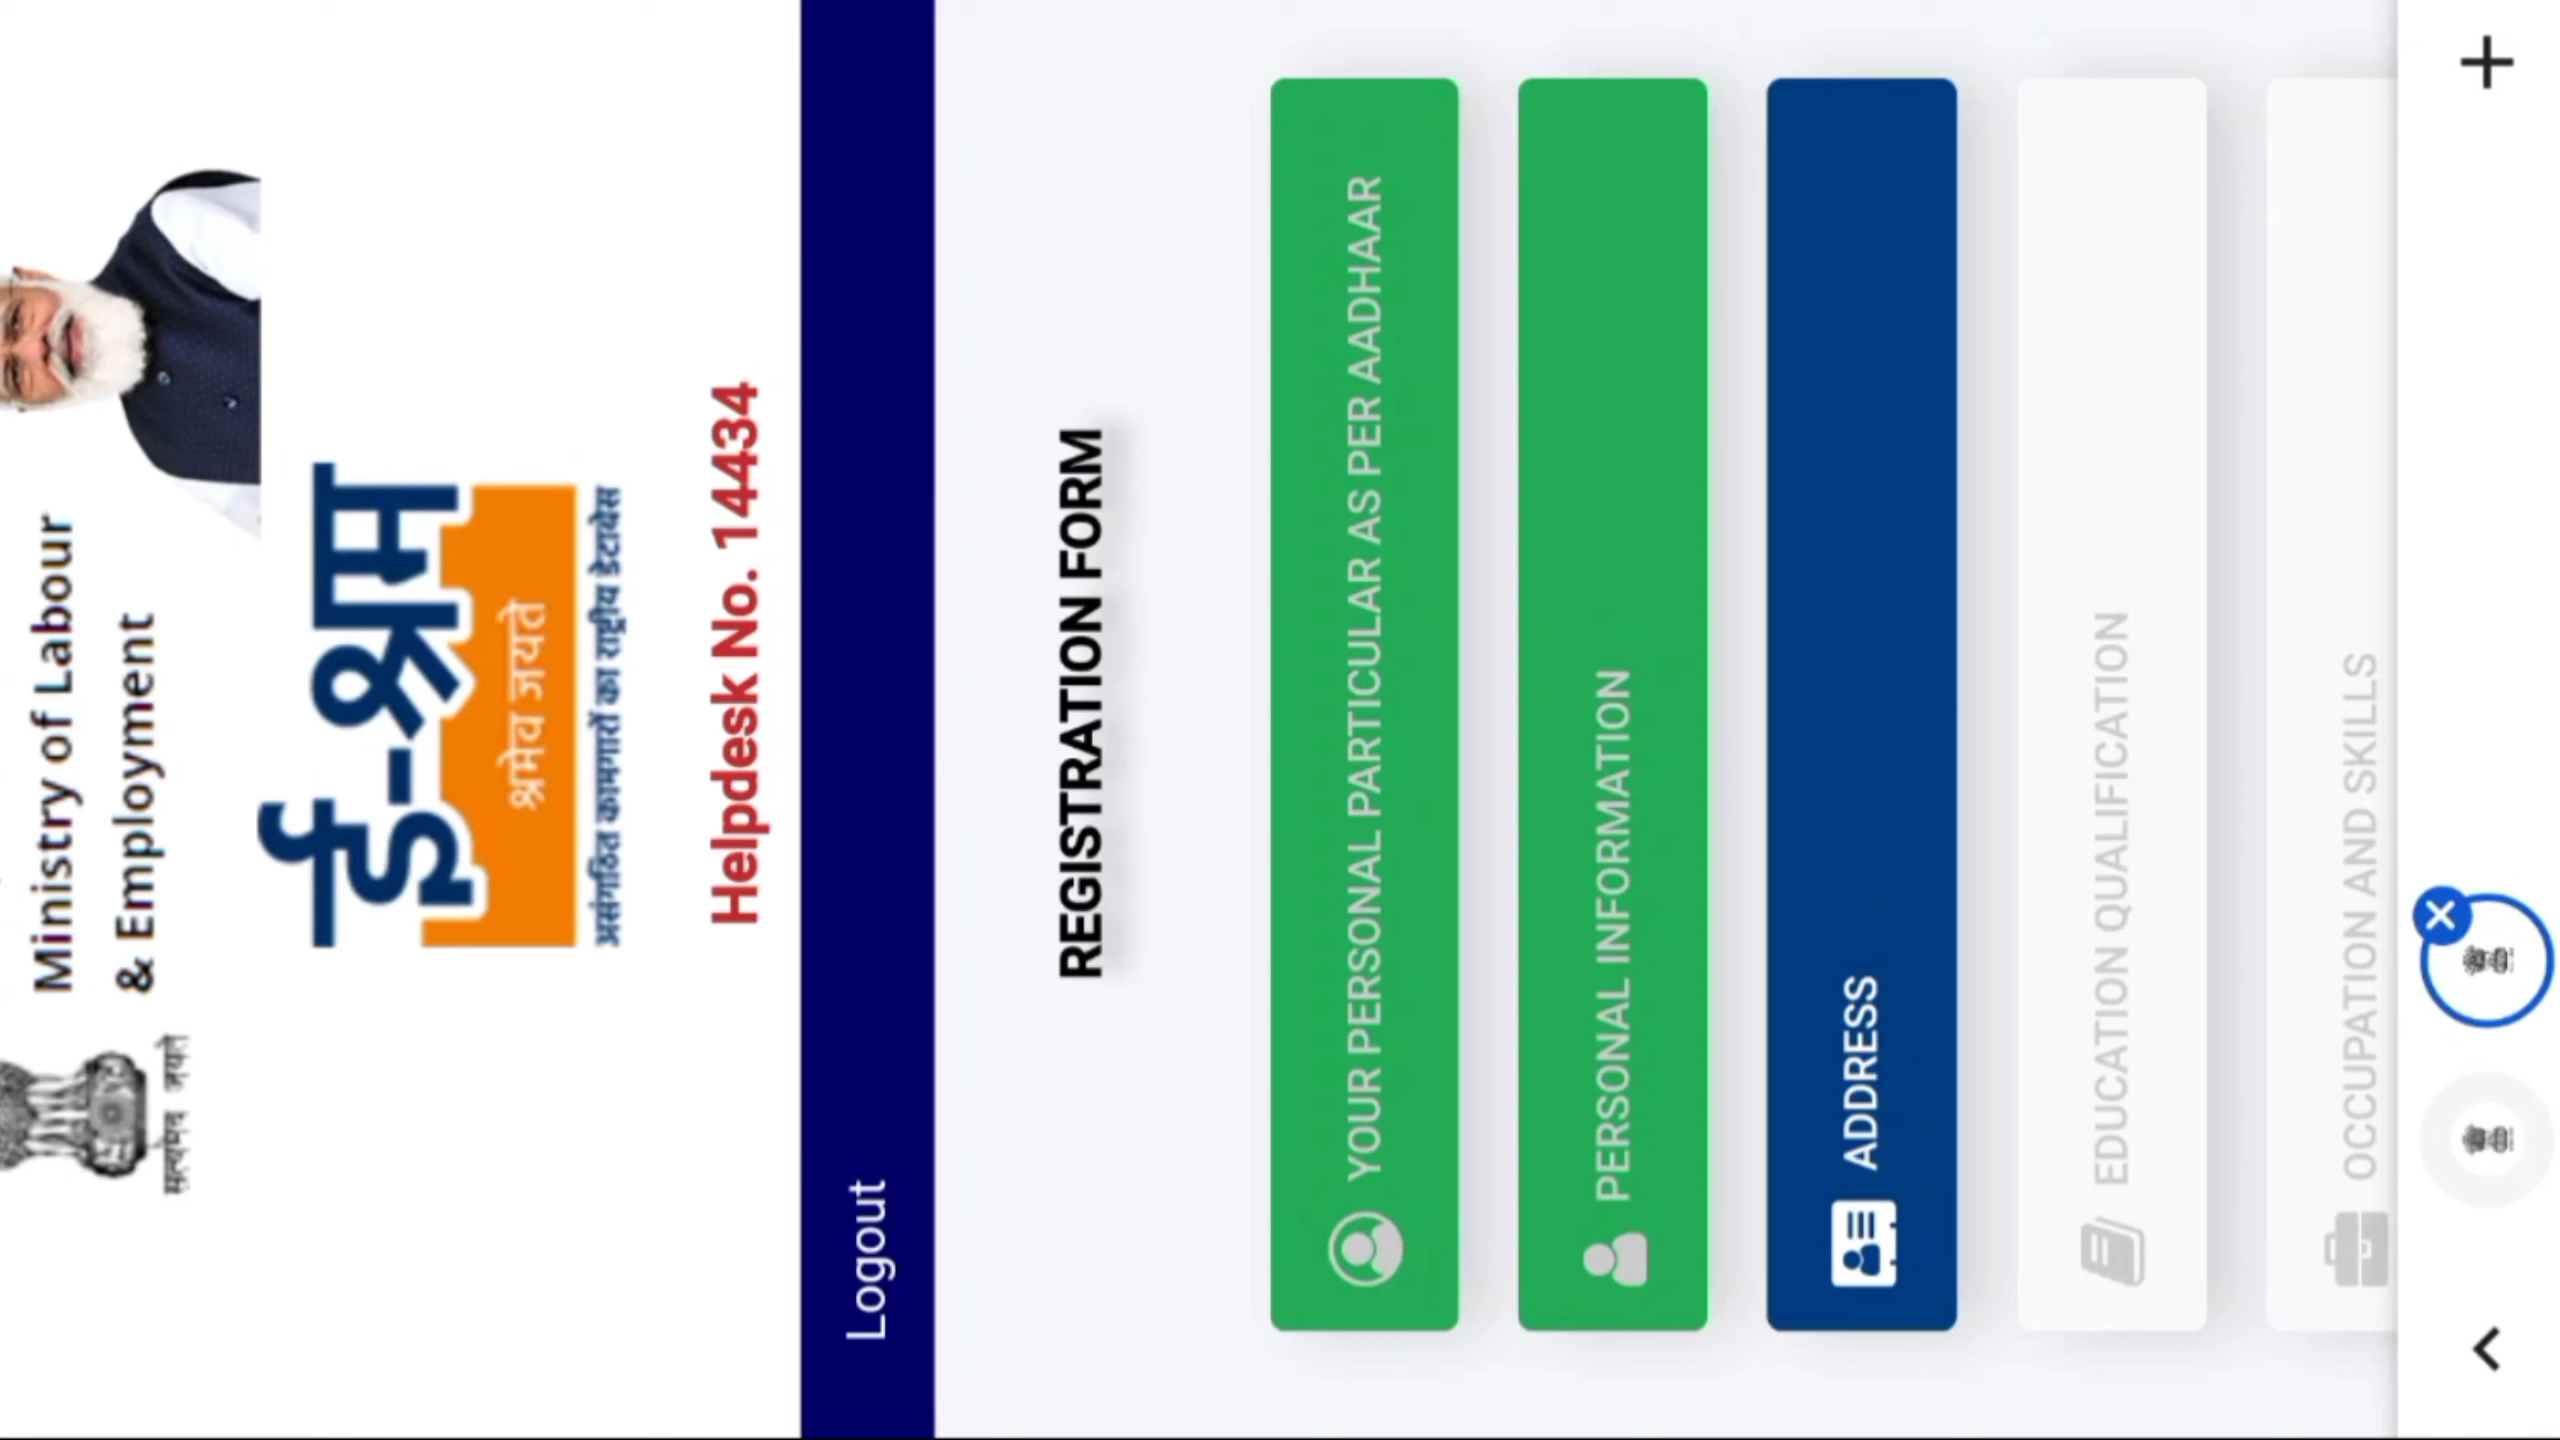 Ministry of Labour
& Employment
सत्यमेव जयते
ई-श्रम
श्रमेव जयते
असंगठित कामगारों का राष्ट्रीय डेटाबेस
Helpdesk No. 14434
Logout
REGISTRATION FORM
YOUR PERSONAL PARTICULAR AS PER AADHAAR
PERSONAL INFORMATION
ADDRESS
EDUCATION QUALIFICATION
OCCUPATION AND SKILLS